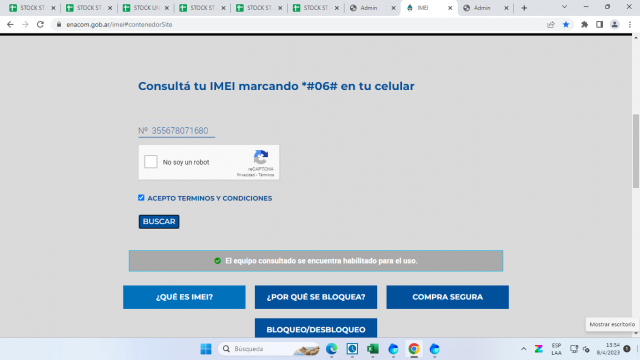 STOCK ST
STOCK ST
STOCK UI
STOCK ST
STOCK ST
STOCK ST
Admin
IMEI
Admin
enacom.gob.ar/imei#contenedorSite
Consultá tu IMEI marcando *#06# en tu celular
Nº 355678071680
No soy un robot
reCAPTCHA
Privacidad - Términos
ACEPTO TERMINOS Y CONDICIONES
BUSCAR
El equipo consultado se encuentra habilitado para el uso.
¿QUÉ ES IMEI?
¿POR QUÉ SE BLOQUEA?
COMPRA SEGURA
BLOQUEO/DESBLOQUEO
Mostrar escritorio
Búsqueda
ESP
LAA
13:54
8/4/2023